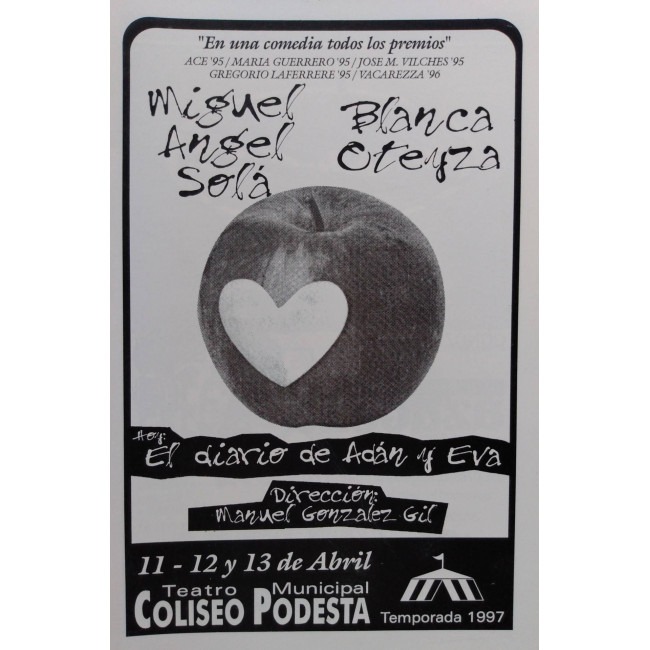 "En una comedia todos los premios"
ACE '95 / MARIA GUERRERO '95 / JOSE M. VILCHES '95
GREGORIO LAFERRERE '95 / VACAREZZA '96
Miguel
Angel
Solá
Blanca
Oteyza
Hoy:
El diario de Adán y Eva
Dirección:
Manuel González Gil
11 - 12 y 13 de Abril
Teatro Municipal
COLISEO PODESTA
Temporada 1997